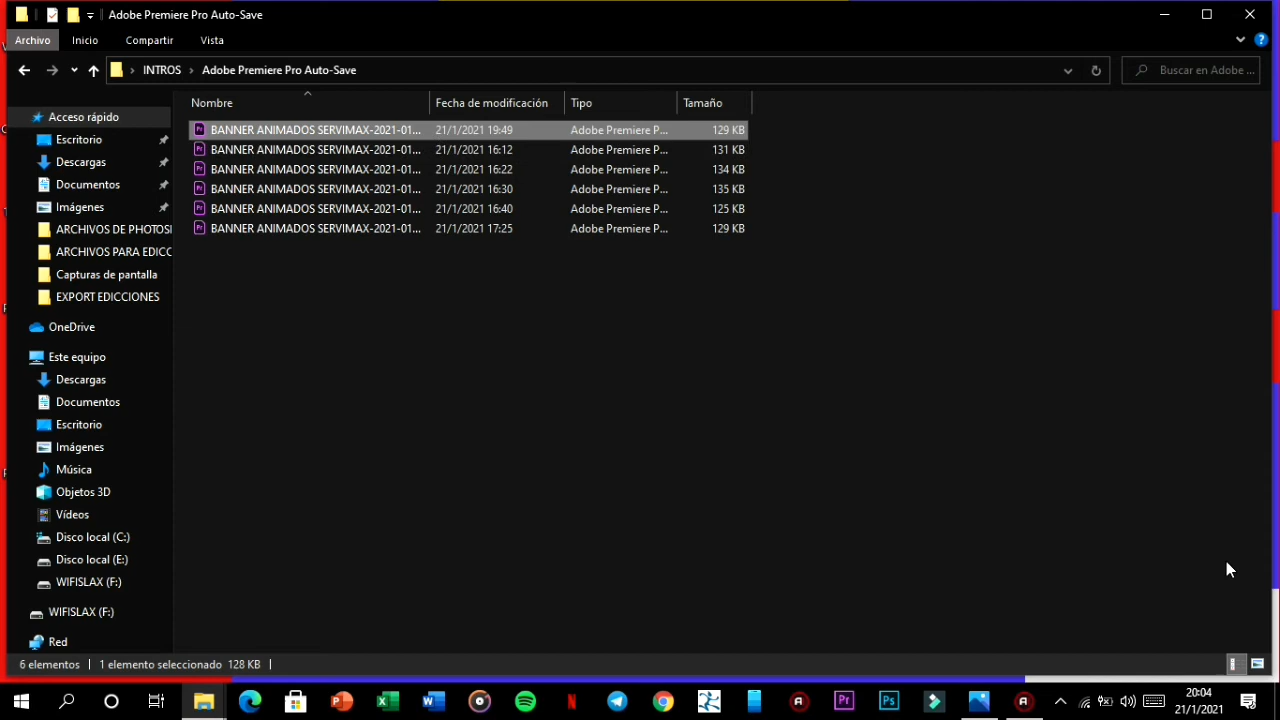 Adobe Premiere Pro Auto-Save
Archivo Inicio Compartir Vista
INTROS › Adobe Premiere Pro Auto-Save
Buscar en Adobe ...
Nombre Fecha de modificación Tipo Tamaño
BANNER ANIMADOS SERVIMAX-2021-01... 21/1/2021 19:49 Adobe Premiere P... 129 KB
BANNER ANIMADOS SERVIMAX-2021-01... 21/1/2021 16:12 Adobe Premiere P... 131 KB
BANNER ANIMADOS SERVIMAX-2021-01... 21/1/2021 16:22 Adobe Premiere P... 134 KB
BANNER ANIMADOS SERVIMAX-2021-01... 21/1/2021 16:30 Adobe Premiere P... 135 KB
BANNER ANIMADOS SERVIMAX-2021-01... 21/1/2021 16:40 Adobe Premiere P... 125 KB
BANNER ANIMADOS SERVIMAX-2021-01... 21/1/2021 17:25 Adobe Premiere P... 129 KB
Acceso rápido
Escritorio
Descargas
Documentos
Imágenes
ARCHIVOS DE PHOTOS
ARCHIVOS PARA EDICC
Capturas de pantalla
EXPORT EDICCIONES
OneDrive
Este equipo
Descargas
Documentos
Escritorio
Imágenes
Música
Objetos 3D
Vídeos
Disco local (C:)
Disco local (E:)
WIFISLAX (F:)
WIFISLAX (F:)
Red
6 elementos 1 elemento seleccionado 128 KB
20:04
21/1/2021